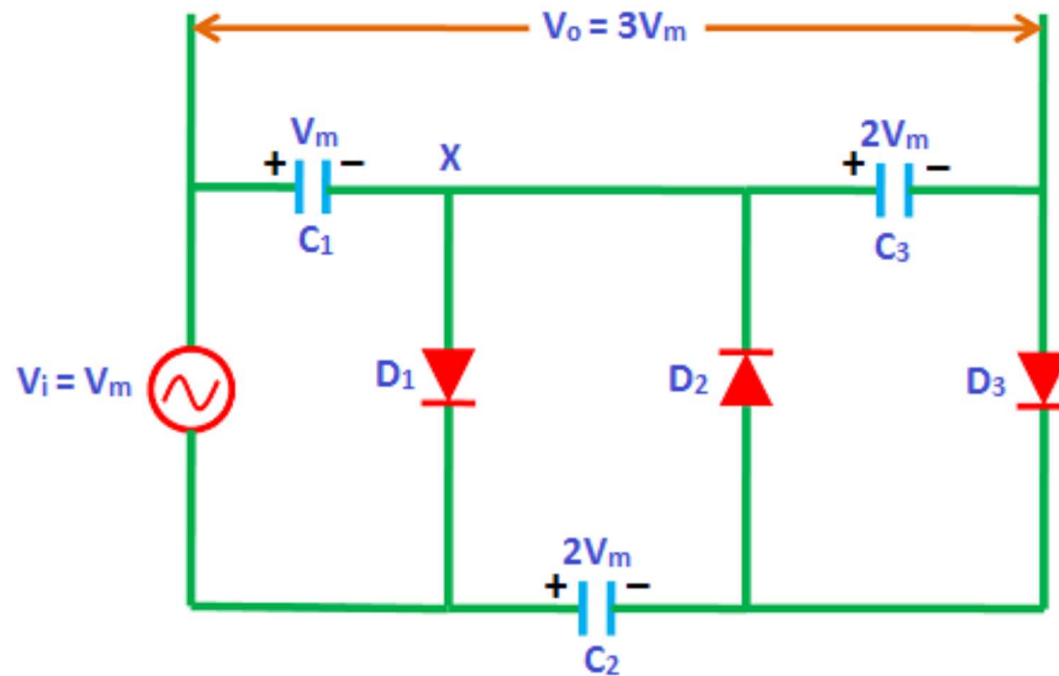 Vₒ = 3Vₘ
Vₘ
2Vₘ
+ − X + −
C₁
C₃
Vᵢ = Vₘ
D₁
D₂
D₃
2Vₘ
+ −
C₂